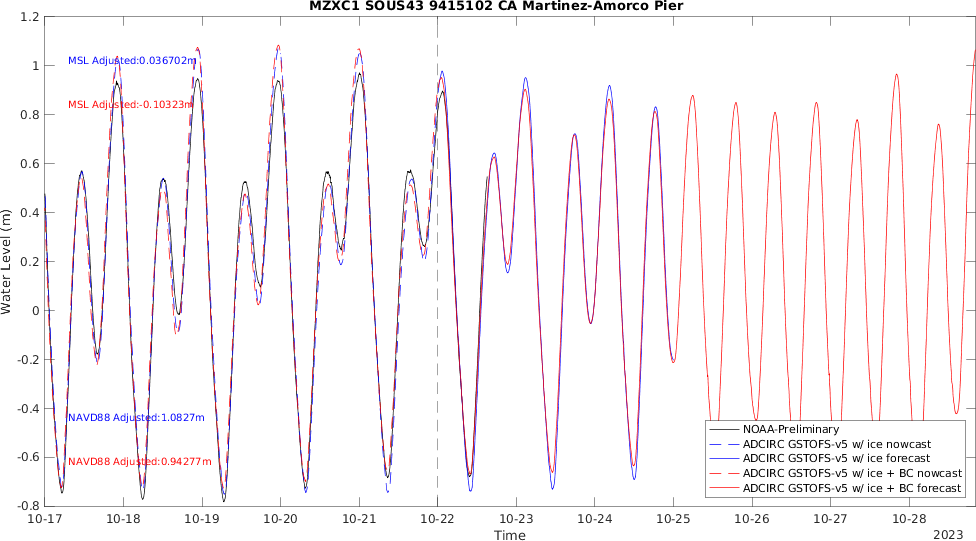 MZXC1 SOUS43 9415102 CA Martinez-Amorco Pier
1.2
1
0.8
0.6
0.4
0.2
0
-0.2
-0.4
-0.6
-0.8
Water Level (m)
MSL Adjusted:0.036702m
MSL Adjusted:-0.10323m
NAVD88 Adjusted:1.0827m
NAVD88 Adjusted:0.94277m
NOAA-Preliminary
ADCIRC GSTOFS-v5 w/ ice nowcast
ADCIRC GSTOFS-v5 w/ ice forecast
ADCIRC GSTOFS-v5 w/ ice + BC nowcast
ADCIRC GSTOFS-v5 w/ ice + BC forecast
10-17 10-18 10-19 10-20 10-21 10-22 10-23 10-24 10-25 10-26 10-27 10-28
Time
2023